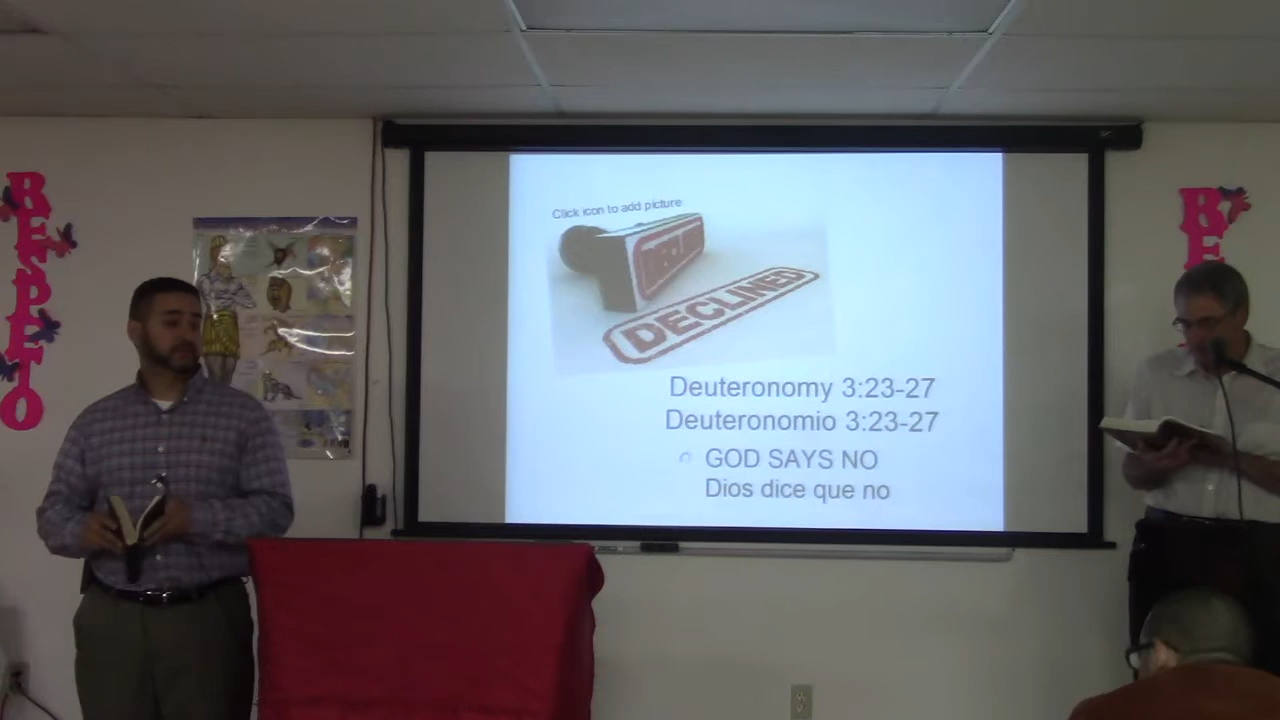 RESPETO
Click icon to add picture
DECLINED
Deuteronomy 3:23-27
Deuteronomio 3:23-27
GOD SAYS NO
Dios dice que no
RE